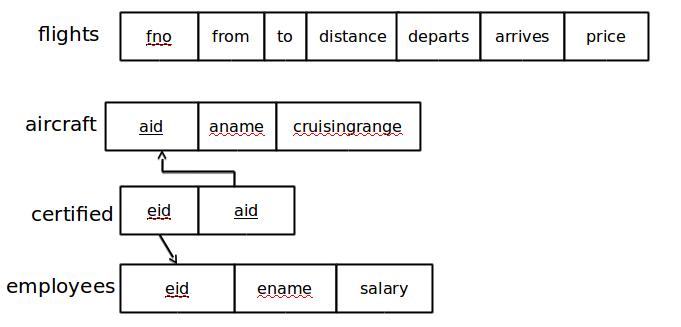 flights fno from to distance departs arrives price
aircraft aid aname cruisingrange
certified eid aid
employees eid ename salary